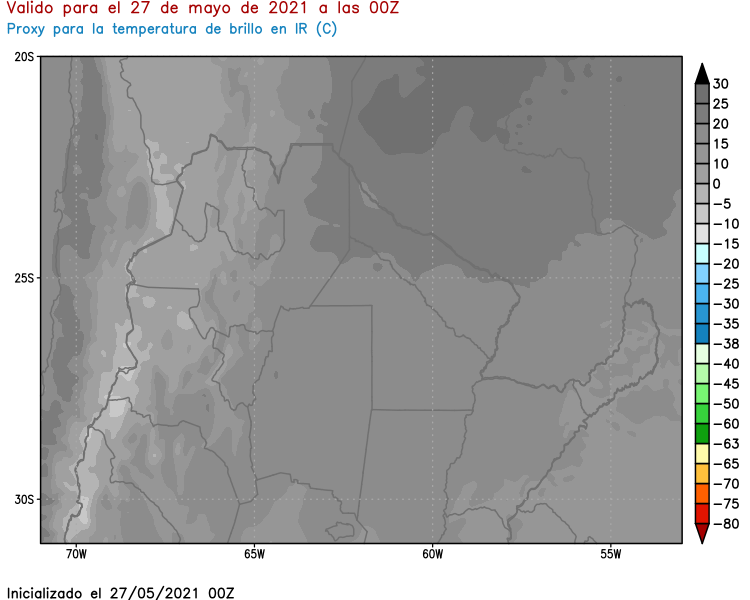 Valido para el 27 de mayo de 2021 a las 00Z
Proxy para la temperatura de brillo en IR (C)
20S
25S
30S
70W
65W
60W
55W
30
25
20
15
10
0
−5
−10
−15
−20
−25
−30
−35
−38
−40
−45
−50
−60
−63
−65
−70
−75
−80
Inicializado el 27/05/2021 00Z